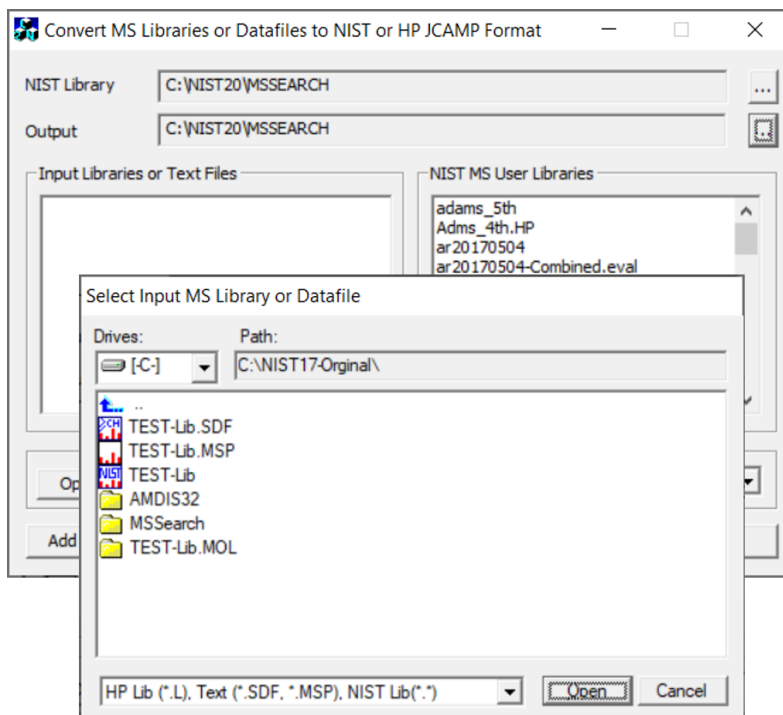 Convert MS Libraries or Datafiles to NIST or HP JCAMP Format
NIST Library
C:\NIST20\MSSEARCH
...
Output
C:\NIST20\MSSEARCH
Input Libraries or Text Files
NIST MS User Libraries
adams_5th
Adms_4th.HP
ar20170504
ar20170504-Combined.eval
Select Input MS Library or Datafile
Drives:
Path:
[-C-]
C:\NIST17-Orginal\
..
TEST-Lib.SDF
TEST-Lib.MSP
NIST TEST-Lib
AMDIS32
MSSearch
TEST-Lib.MOL
Op
Add
HP Lib (*.L), Text (*.SDF, *.MSP), NIST Lib(*.*)
Open
Cancel